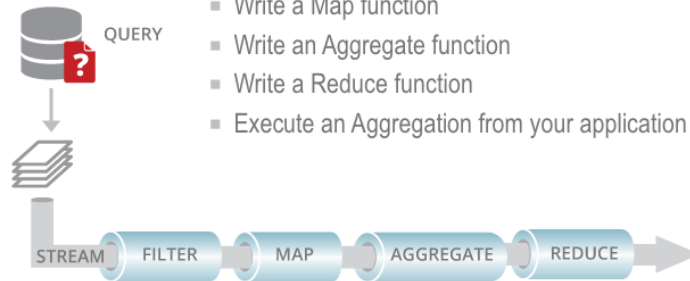 Write a Map function
QUERY
Write an Aggregate function
?
Write a Reduce function
Execute an Aggregation from your application
STREAM FILTER MAP AGGREGATE REDUCE